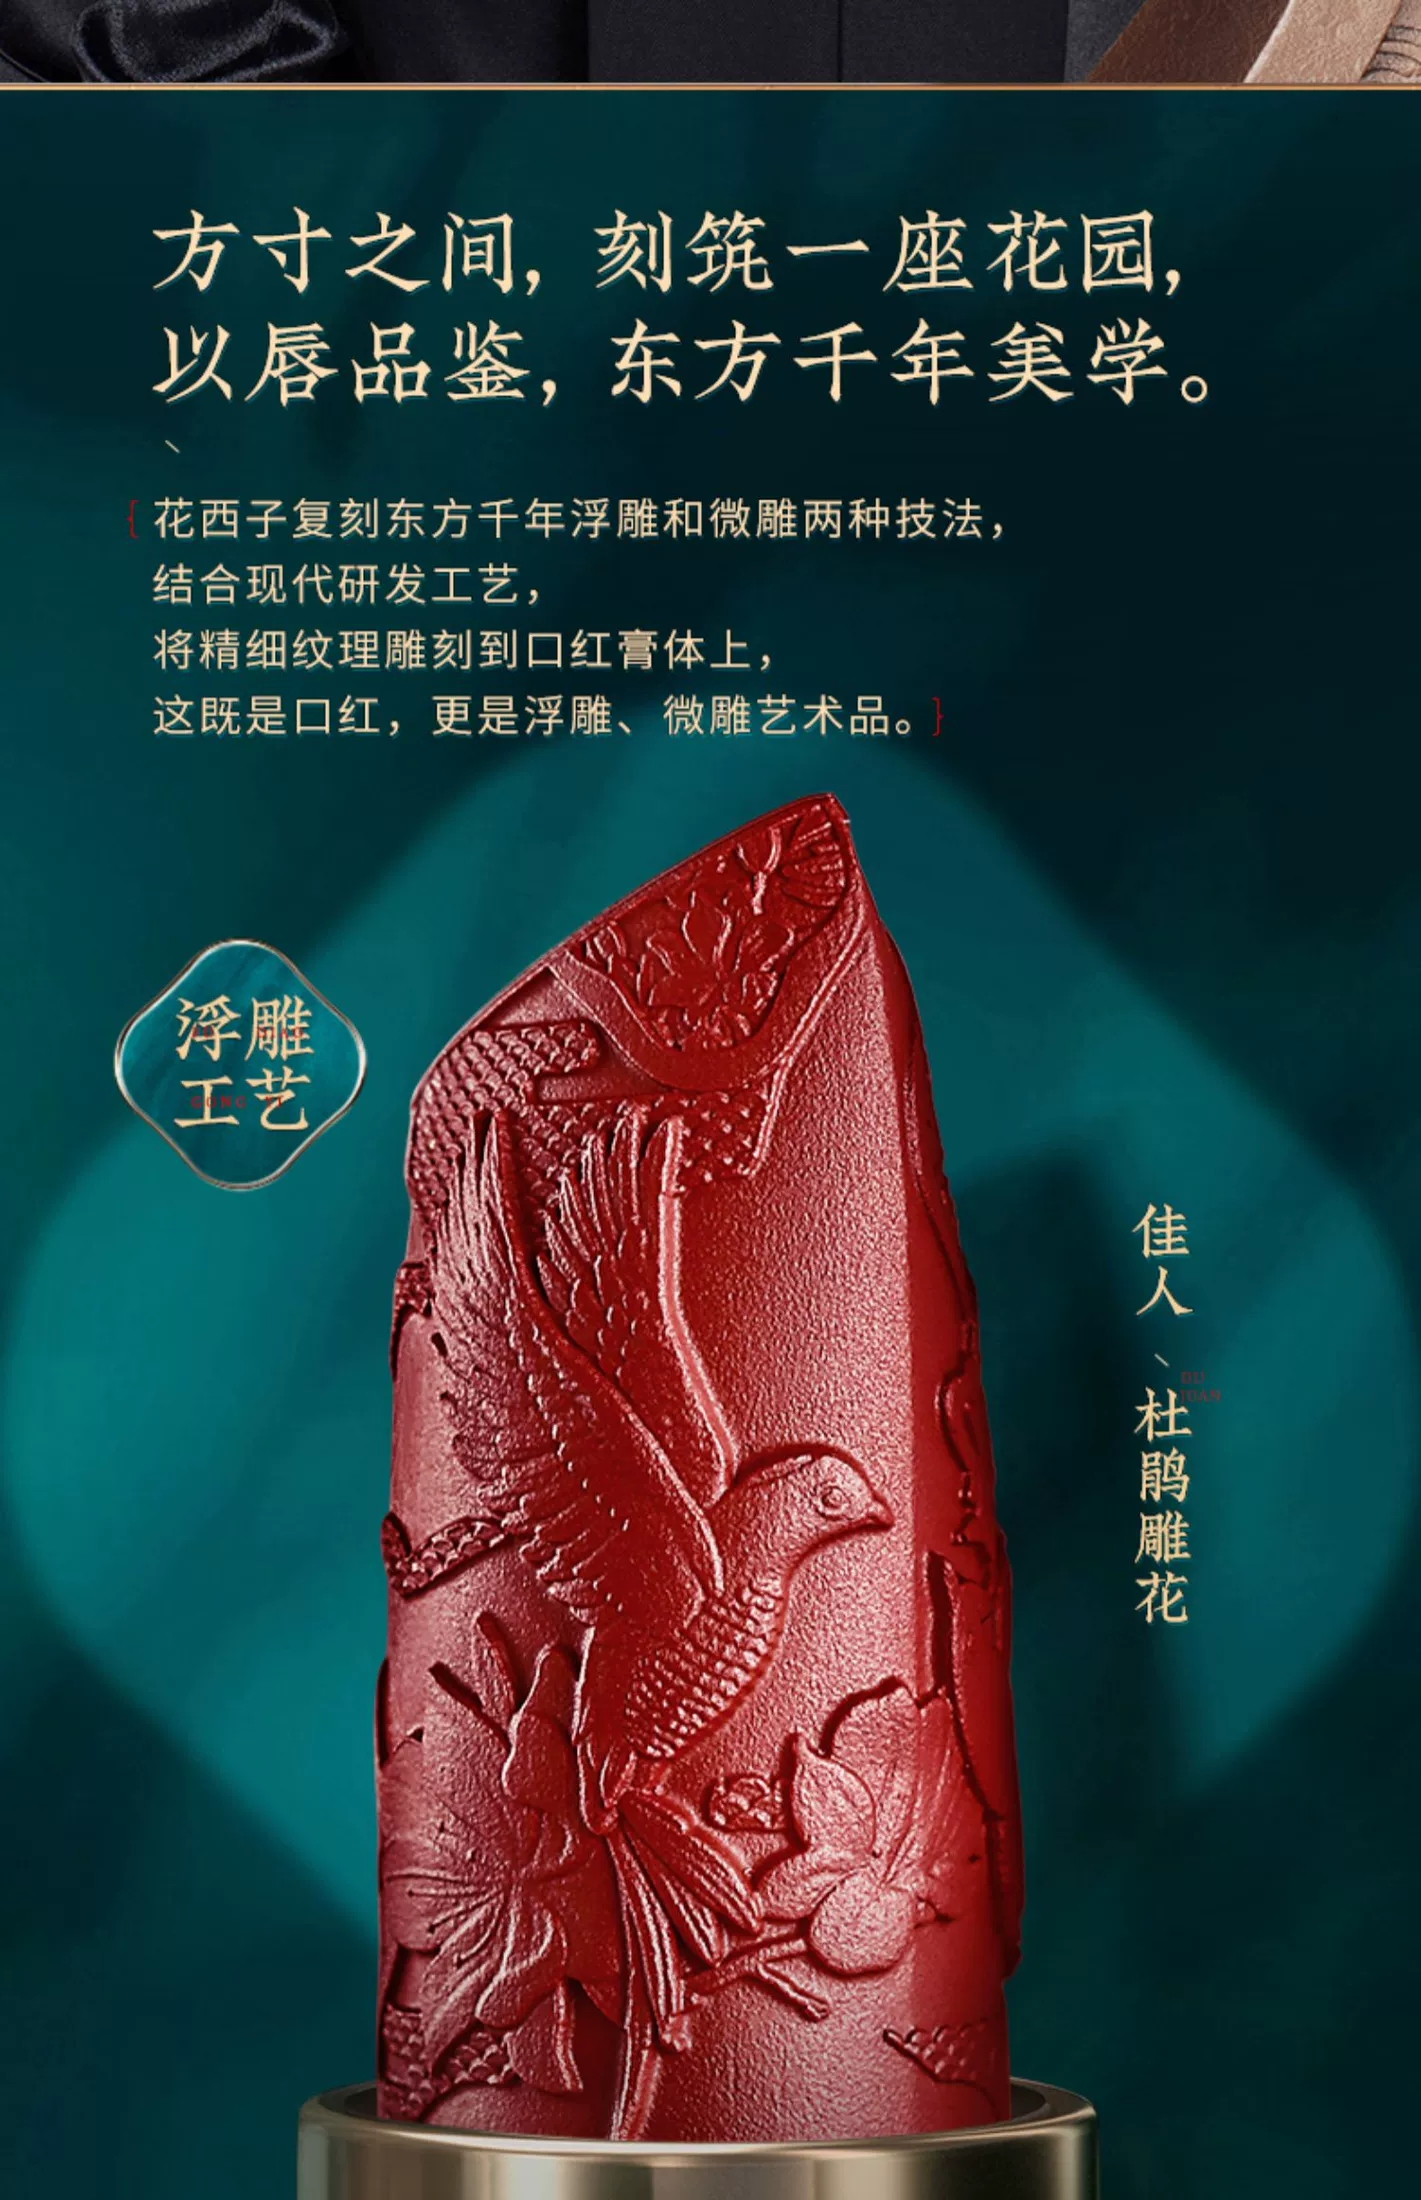 方寸之间，刻筑一座花园，
以唇品鉴，东方千年美学。
{ 花西子复刻东方千年浮雕和微雕两种技法，
结合现代研发工艺，
将精细纹理雕刻到口红膏体上，
这既是口红，更是浮雕、微雕艺术品。}
浮雕
工艺
GONG YI
佳人
DU
JUAN
杜鹃雕花